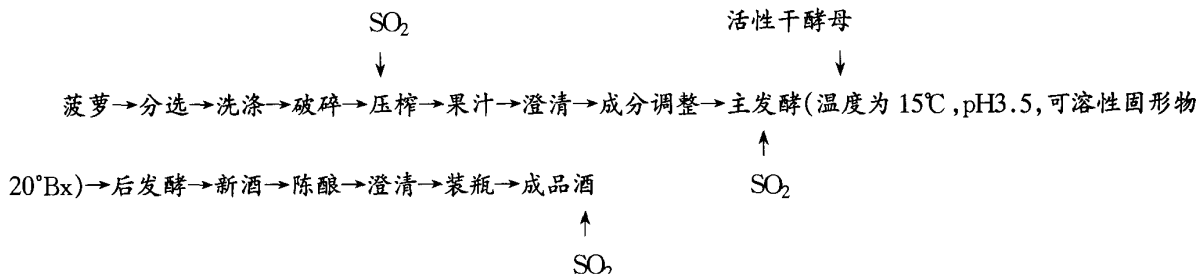 SO₂ 活性干酵母
↓ ↓
菠萝→分选→洗涤→破碎→压榨→果汁→澄清→成分调整→主发酵(温度为 15℃,pH3.5,可溶性固形物
↑
20°Bx)→后发酵→新酒→陈酿→澄清→装瓶→成品酒 SO₂
↑
SO₂